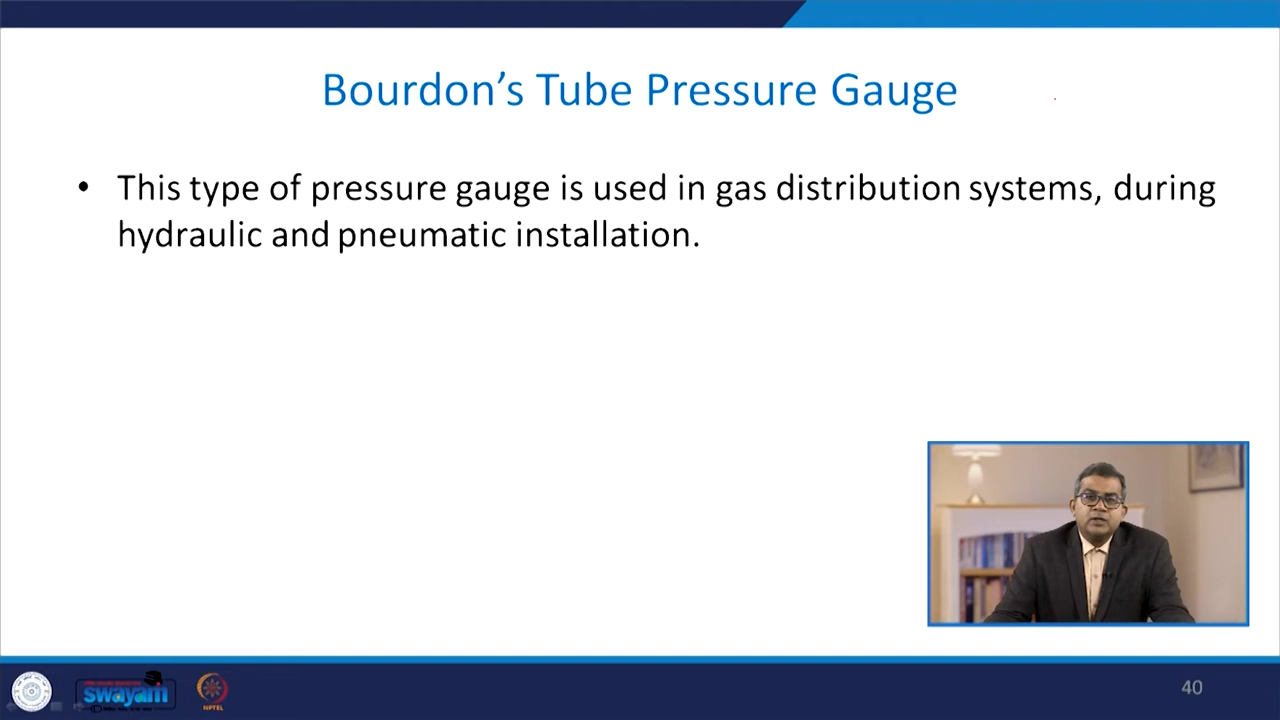 Bourdon’s Tube Pressure Gauge
• This type of pressure gauge is used in gas distribution systems, during
hydraulic and pneumatic installation.
swayam
NPTEL
40